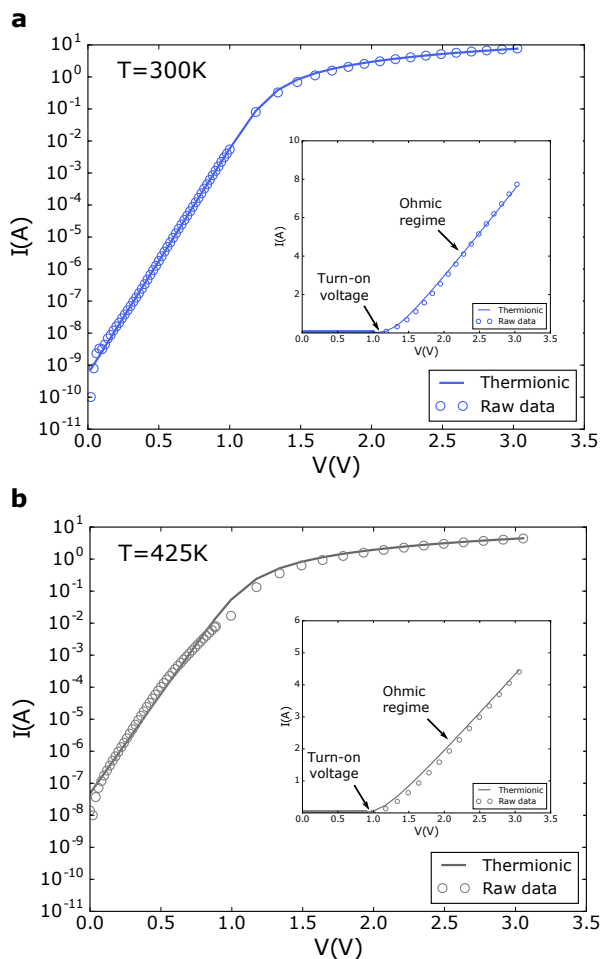 a
T=300K
I(A)
10^1
10^0
10^-1
10^-2
10^-3
10^-4
10^-5
10^-6
10^-7
10^-8
10^-9
10^-10
10^-11
0.0 0.5 1.0 1.5 2.0 2.5 3.0 3.5
V(V)
I(A)
10
8
6
4
2
Ohmic
regime
Turn-on
voltage
Thermionic
Raw data
0.0 0.5 1.0 1.5 2.0 2.5 3.0 3.5
V(V)
Thermionic
Raw data
b
T=425K
I(A)
10^1
10^0
10^-1
10^-2
10^-3
10^-4
10^-5
10^-6
10^-7
10^-8
10^-9
10^-10
10^-11
0.0 0.5 1.0 1.5 2.0 2.5 3.0 3.5
V(V)
I(A)
6
5
4
3
2
1
Ohmic
regime
Turn-on
voltage
Thermionic
Raw data
0.0 0.5 1.0 1.5 2.0 2.5 3.0 3.5
V(V)
Thermionic
Raw data